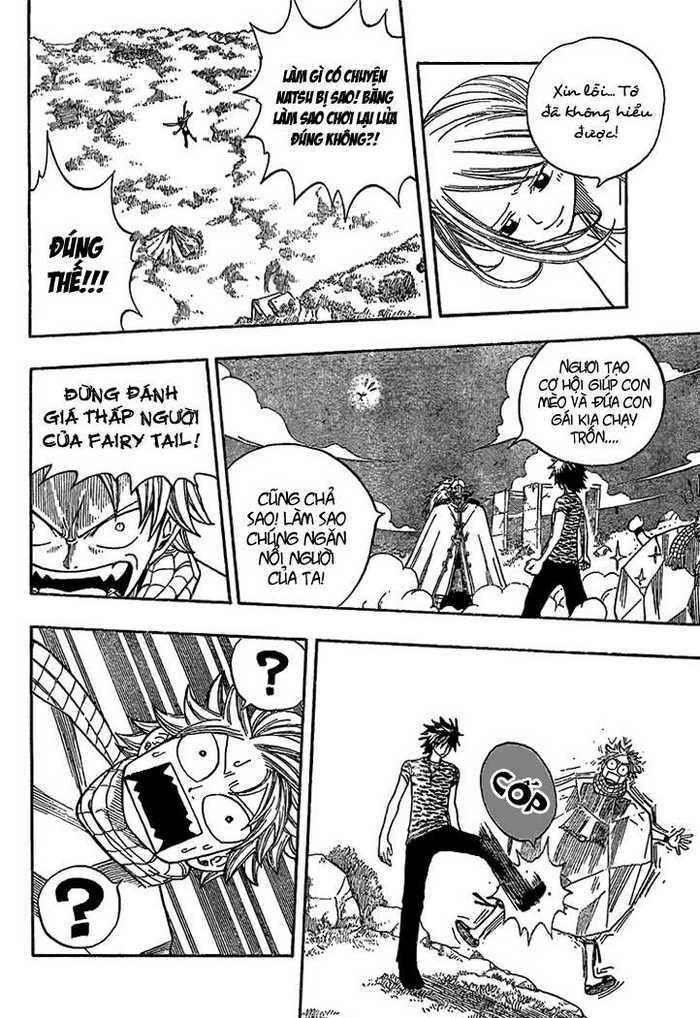 Xin lỗi... Tớ
đã không hiểu
được!
LÀM GÌ CÓ CHUYỆN
NATSU BỊ SAO! BĂNG
LÀM SAO CHƠI LẠI LỬA
ĐÚNG KHÔNG?!
ĐÚNG
THẾ!!!
NGƯƠI TẠO
CƠ HỘI GIÚP CON
MÈO VÀ ĐỨA CON
GÁI KIA CHẠY
TRỐN....
CŨNG CHẢ
SAO! LÀM SAO
CHÚNG NGĂN
NỔI NGƯỜI
CỦA TA!
ĐỪNG ĐÁNH
GIÁ THẤP NGƯỜI
CỦA FAIRY TAIL!
CỐP
?
?